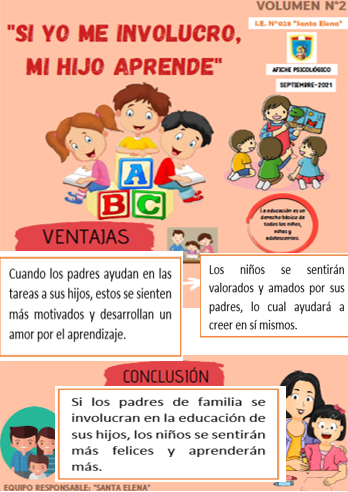 VOLUMEN N°2
I.E. N°028 "Santa Elena"
"SI YO ME INVOLUCRO,
MI HIJO APRENDE"
AFICHE PSICOLÓGICO
SEPTIEMBRE-2021
A
B C
La educación es un
derecho básico de
todos los niños,
niñas y
adolescentes.
VENTAJAS
Cuando los padres ayudan en las
tareas a sus hijos, estos se sienten
más motivados y desarrollan un
amor por el aprendizaje.
Los niños se sentirán
valorados y amados por sus
padres, lo cual ayudará a
creer en sí mismos.
CONCLUSIÓN
Si los padres de familia se
involucran en la educación de
sus hijos, los niños se sentirán
más felices y aprenderán
más.
EQUIPO RESPONSABLE: "SANTA ELENA"